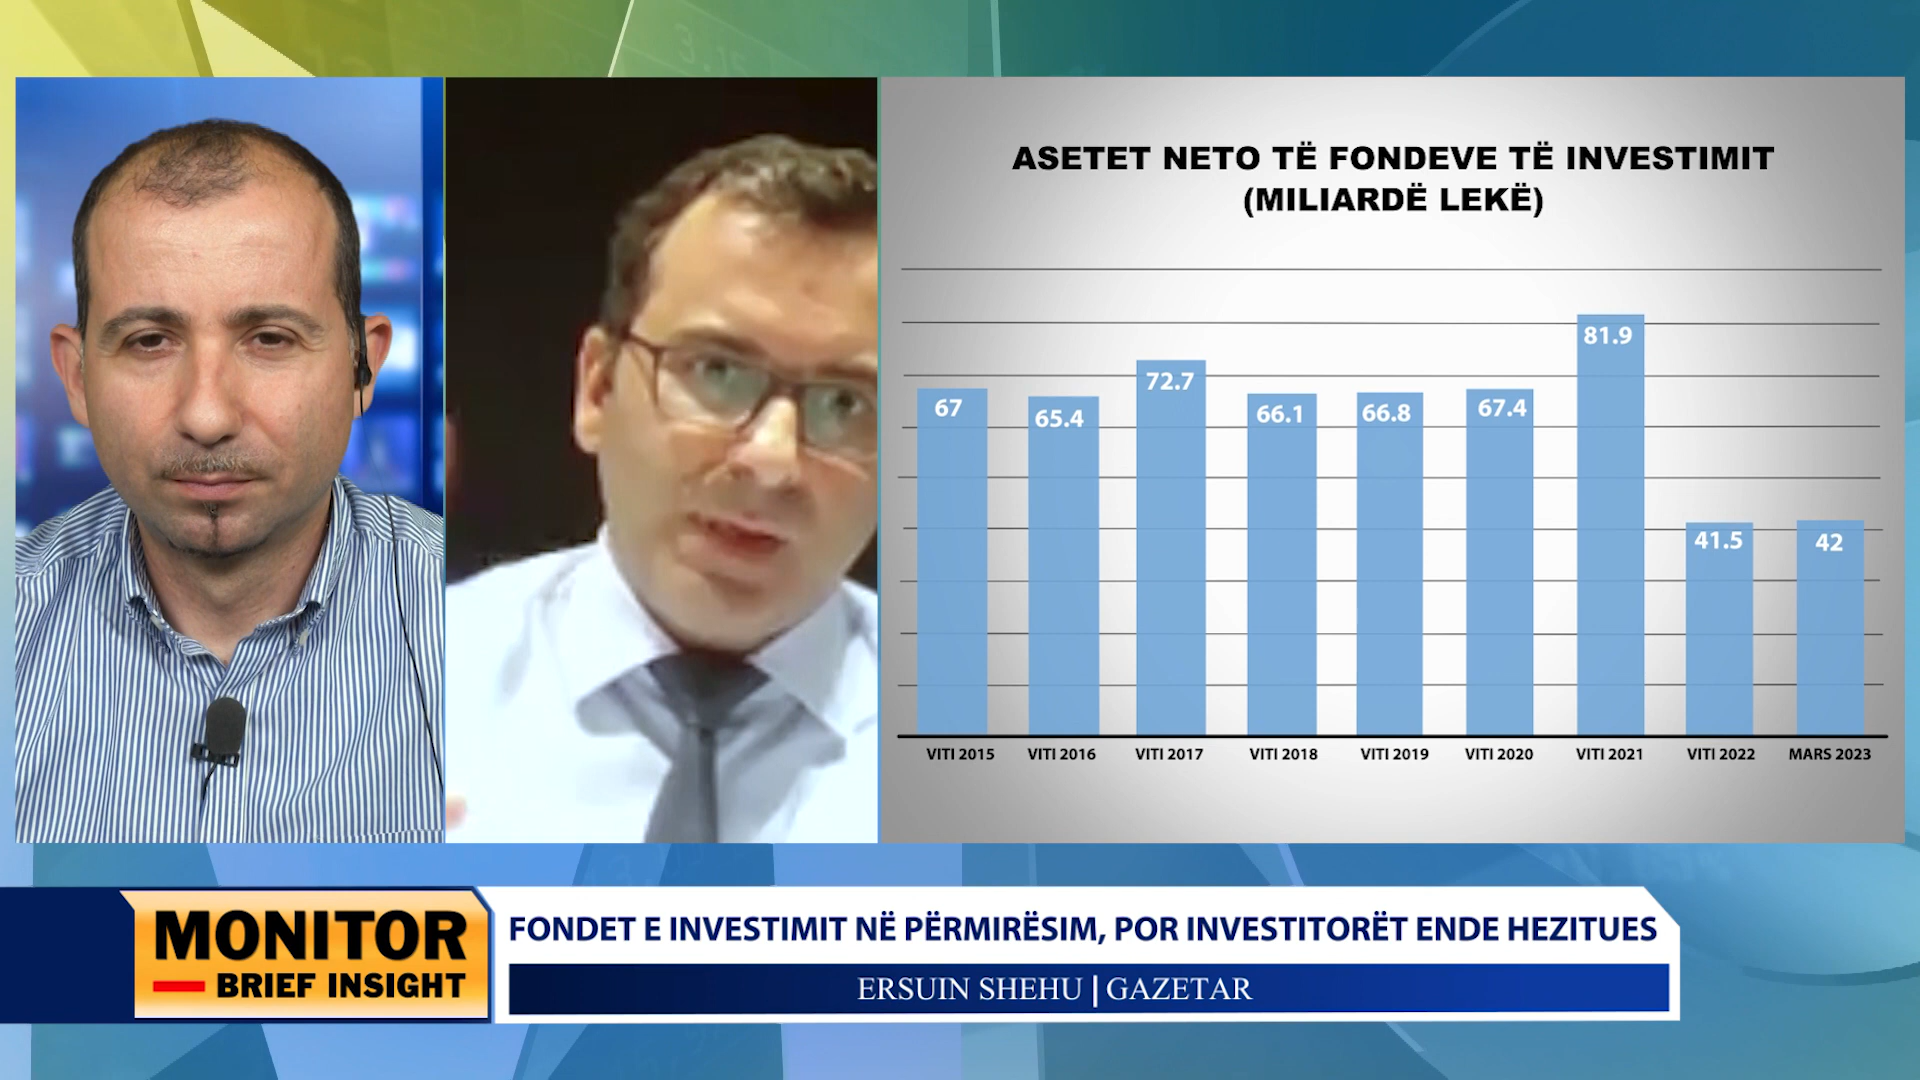 ASETET NETO TË FONDEVE TË INVESTIMIT
(MILIARDË LEKË)
67
65.4
72.7
66.1
66.8
67.4
81.9
41.5
42
VITI 2015
VITI 2016
VITI 2017
VITI 2018
VITI 2019
VITI 2020
VITI 2021
VITI 2022
MARS 2023
MONITOR
BRIEF INSIGHT
FONDET E INVESTIMIT NË PËRMIRËSIM, POR INVESTITORËT ENDE HEZITUES
ERSUIN SHEHU | GAZETAR